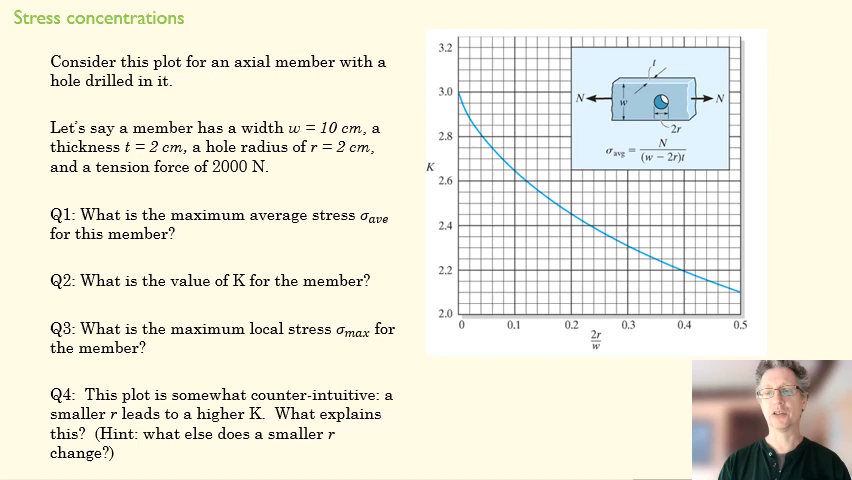 Stress concentrations
Consider this plot for an axial member with a
hole drilled in it.
Let's say a member has a width w = 10 cm, a
thickness t = 2 cm, a hole radius of r = 2 cm,
and a tension force of 2000 N.
Q1: What is the maximum average stress σ_ave
for this member?
Q2: What is the value of K for the member?
Q3: What is the maximum local stress σ_max for
the member?
Q4: This plot is somewhat counter-intuitive: a
smaller r leads to a higher K. What explains
this? (Hint: what else does a smaller r
change?)
3.2
3.0
2.8
K
2.6
2.4
2.2
2.0
0 0.1 0.2 0.3 0.4 0.5
2r
w
t
N w N
2r
σ_avg = N / (w − 2r)t